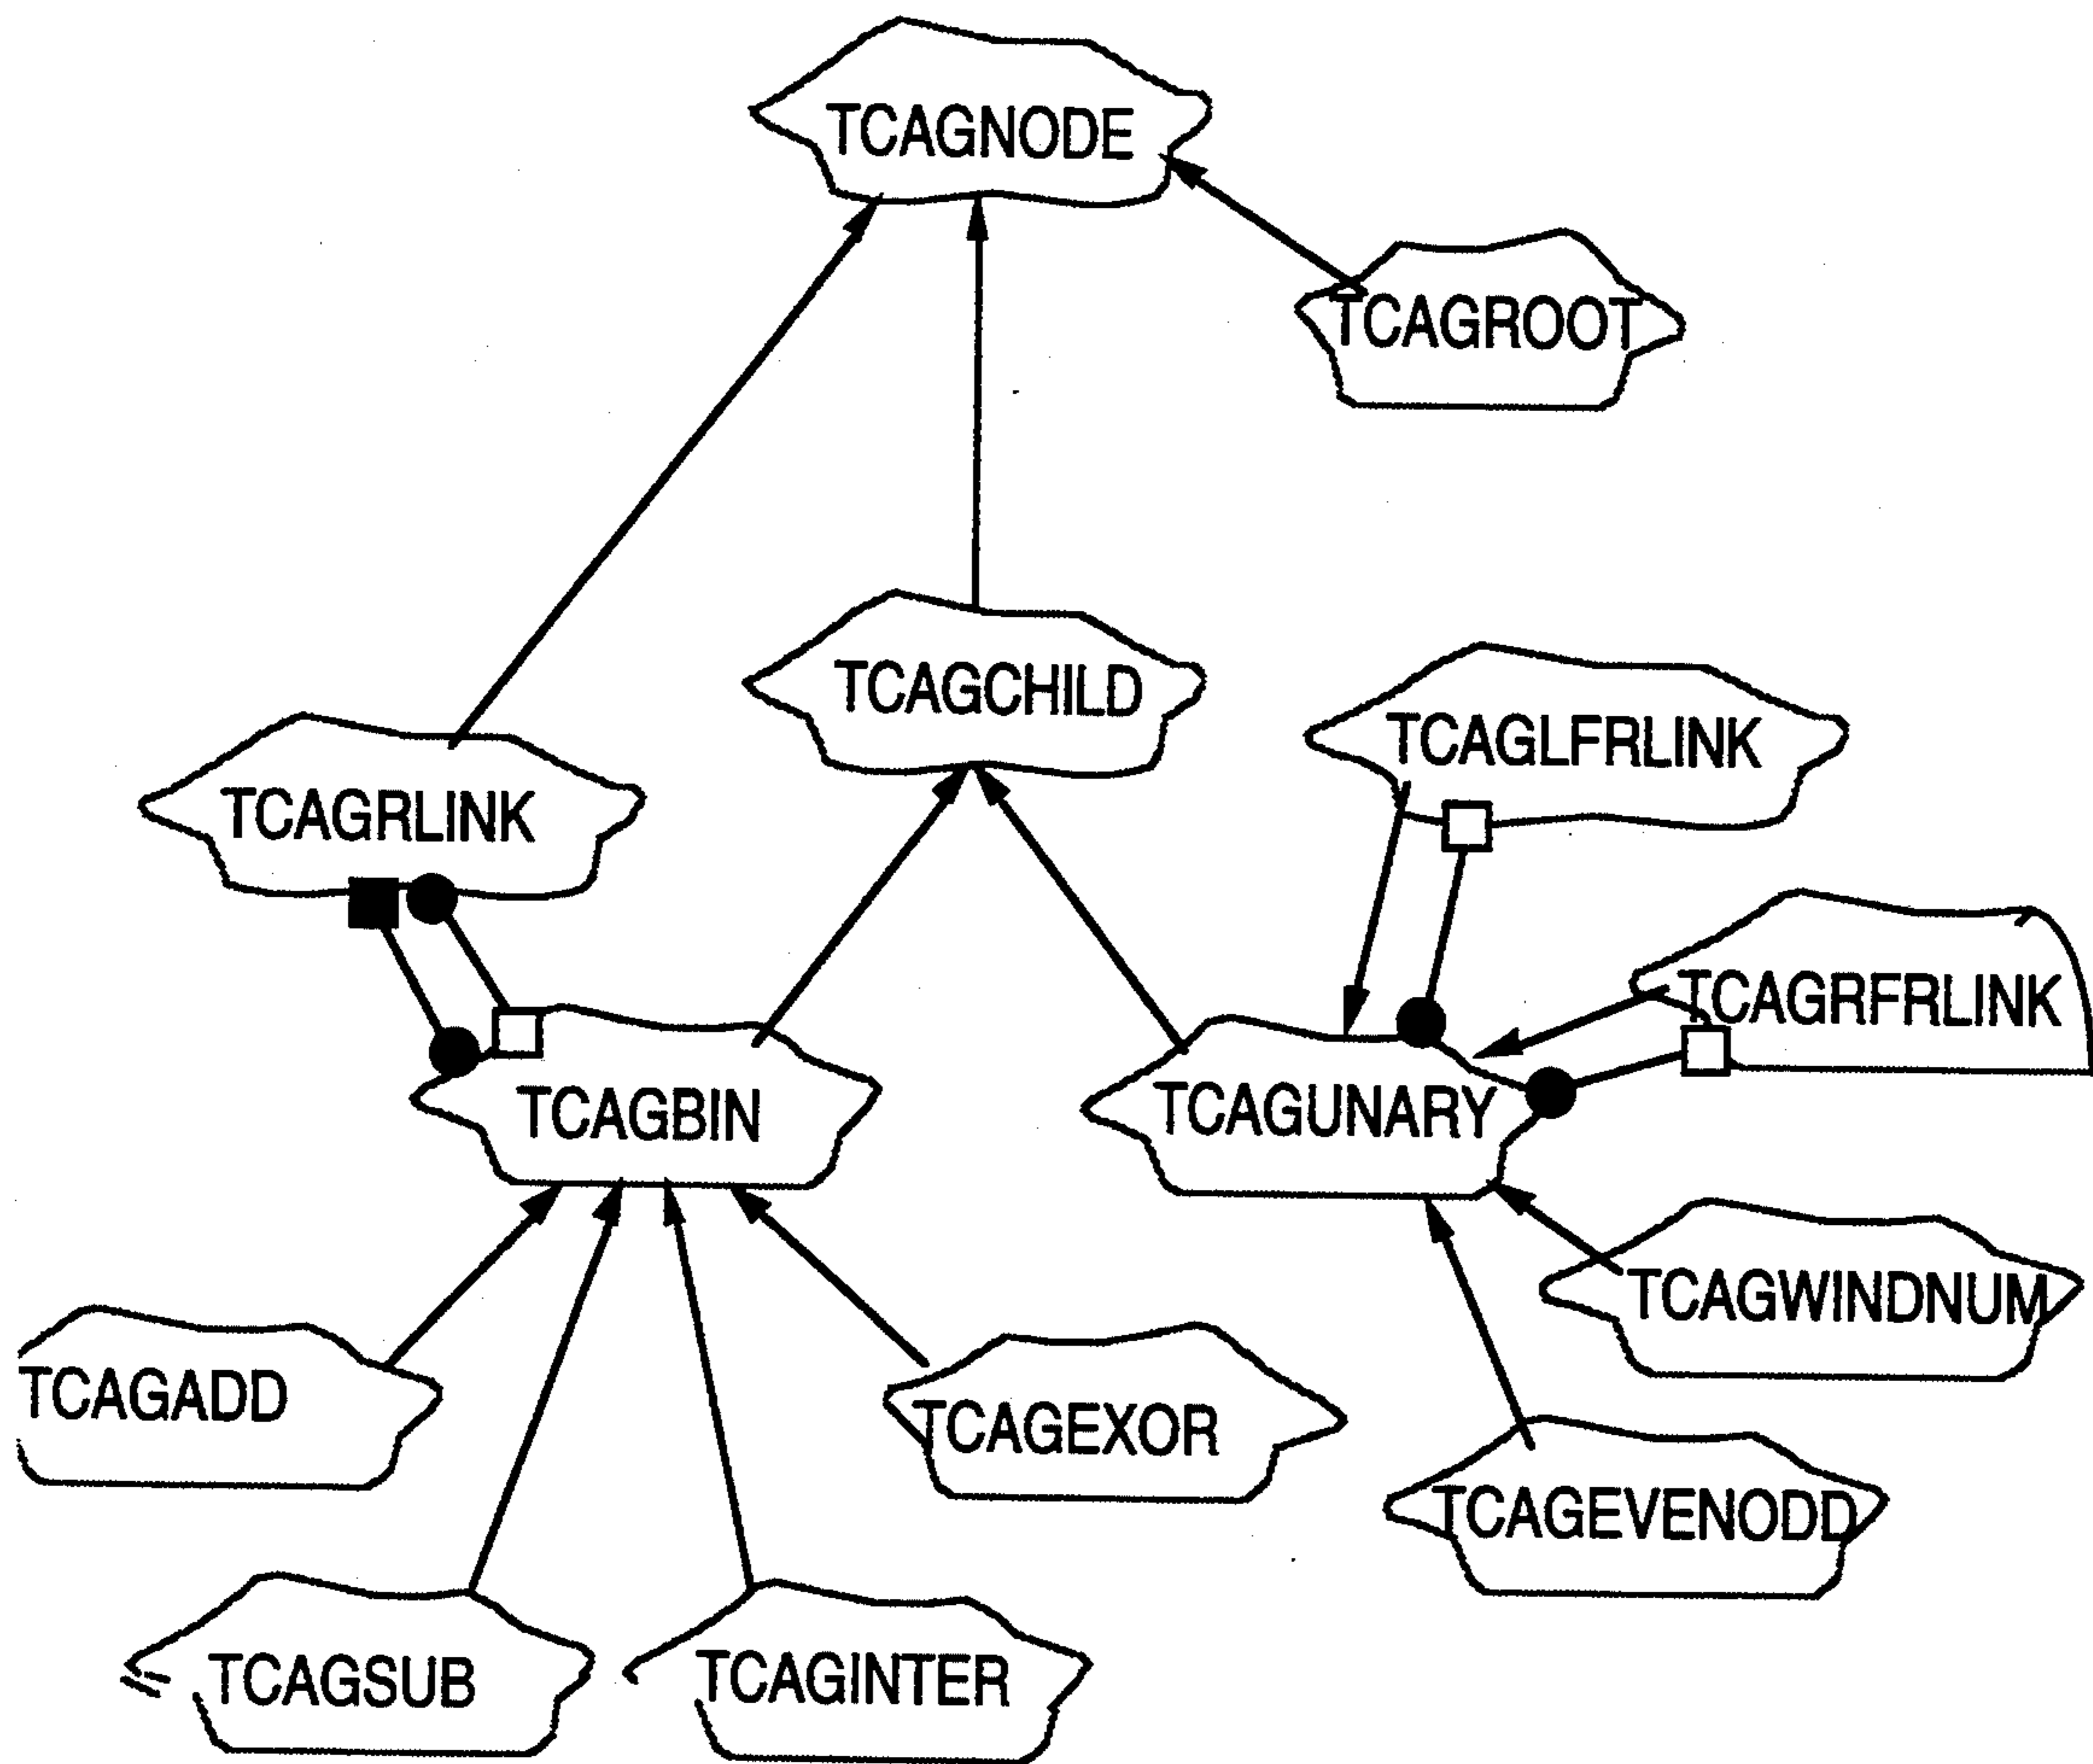 TCAGNODE
TCAGROOT
TCAGCHILD
TCAGLFRLINK
TCAGRLINK
TCAGRFRLINK
TCAGBIN
TCAGUNARY
TCAGWINDNUM
TCAGADD
TCAGEXOR
TCAGEVENODD
TCAGSUB
TCAGINTER